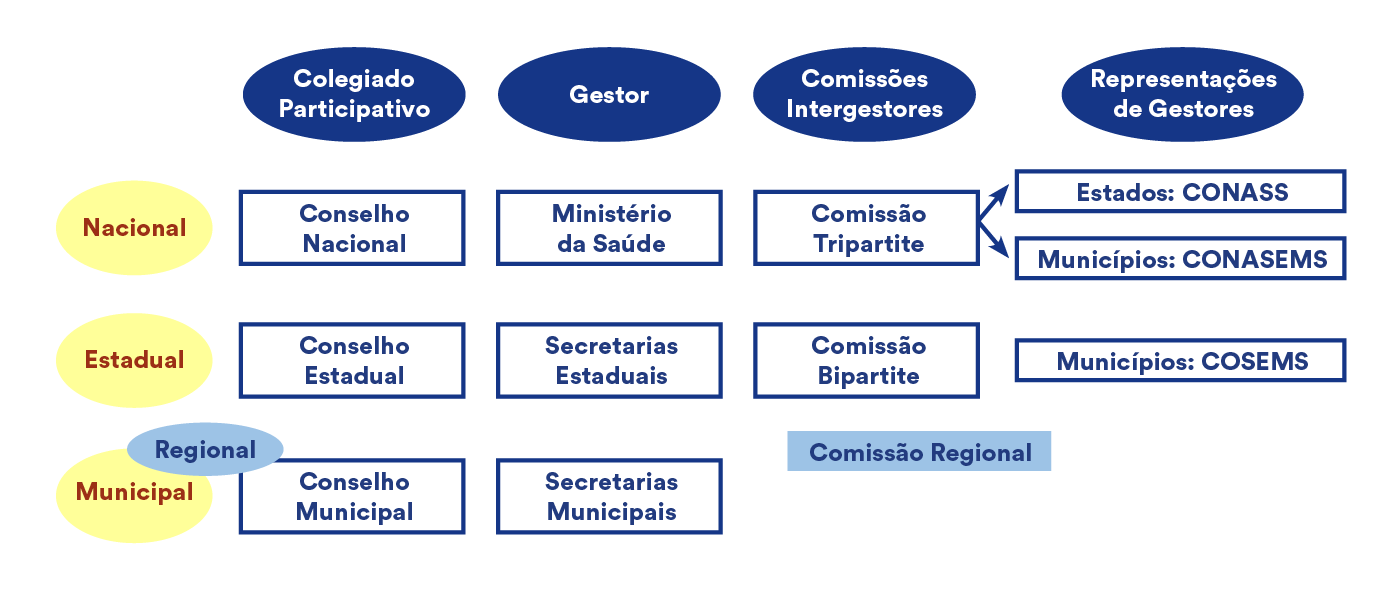 Colegiado
Participativo
Gestor
Comissões
Intergestores
Representações
de Gestores
Nacional
Conselho
Nacional
Ministério
da Saúde
Comissão
Tripartite
Estados: CONASS
Municípios: CONASEMS
Estadual
Conselho
Estadual
Secretarias
Estaduais
Comissão
Bipartite
Municípios: COSEMS
Regional
Comissão Regional
Municipal
Conselho
Municipal
Secretarias
Municipais